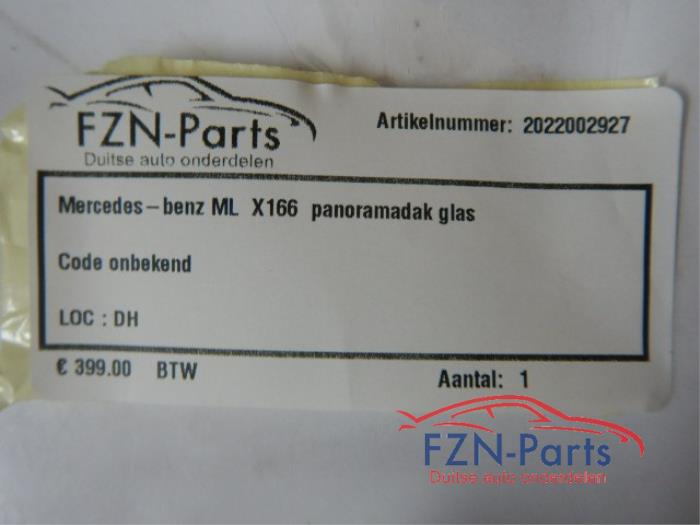 FZN-Parts
Duitse auto onderdelen
Artikelnummer: 2022002927
Mercedes-benz ML X166 panoramadak glas
Code onbekend
LOC : DH
€ 399.00 BTW
Aantal: 1
FZN-Parts
Duitse auto onderdelen